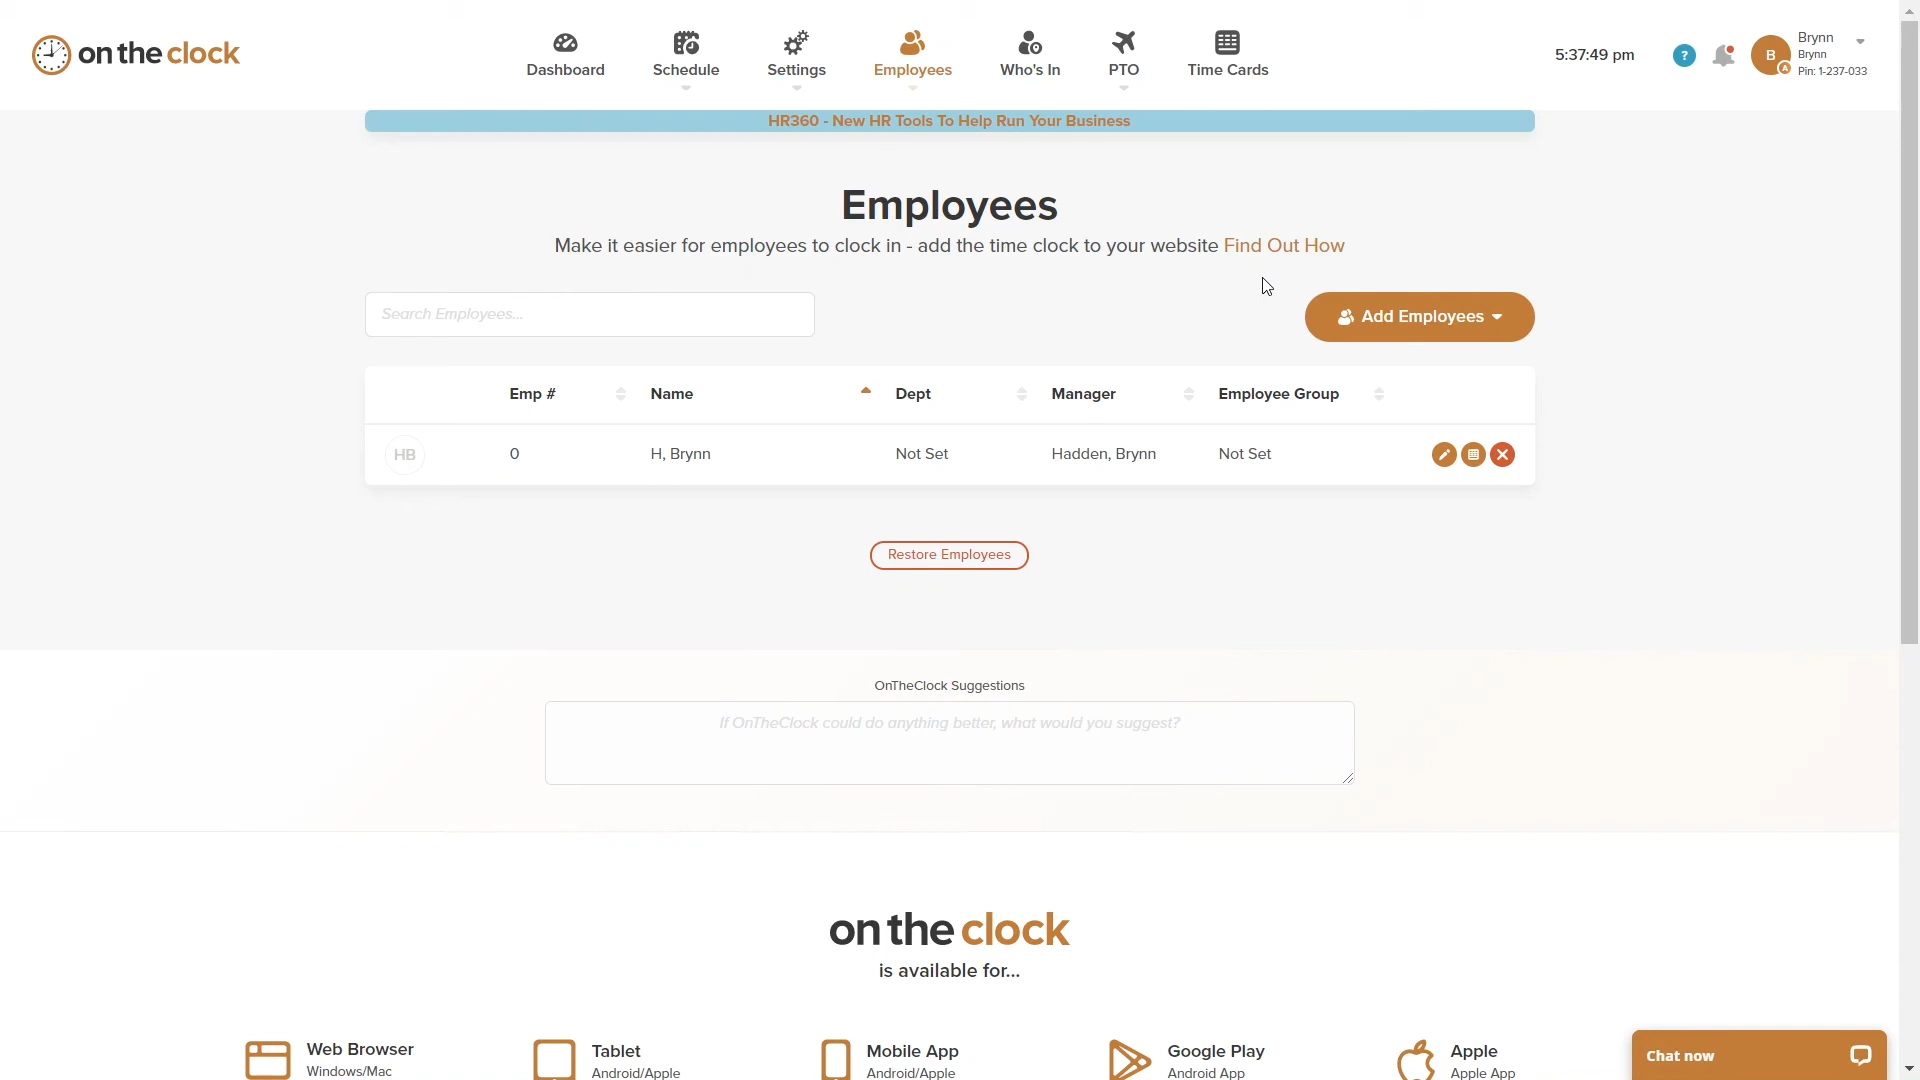 on the clock
Dashboard
Schedule
Settings
Employees
Who's In
PTO
Time Cards
5:37:49 pm
?
B
A
Brynn
Brynn
Pin: 1-237-033
HR360 - New HR Tools To Help Run Your Business
Employees
Make it easier for employees to clock in - add the time clock to your website Find Out How
Search Employees...
Add Employees
Emp # Name Dept Manager Employee Group
HB 0 H, Brynn Not Set Hadden, Brynn Not Set
Restore Employees
OnTheClock Suggestions
If OnTheClock could do anything better, what would you suggest?
on the clock
is available for...
Web Browser
Windows/Mac
Tablet
Android/Apple
Mobile App
Android/Apple
Google Play
Android App
Apple
Apple App
Chat now